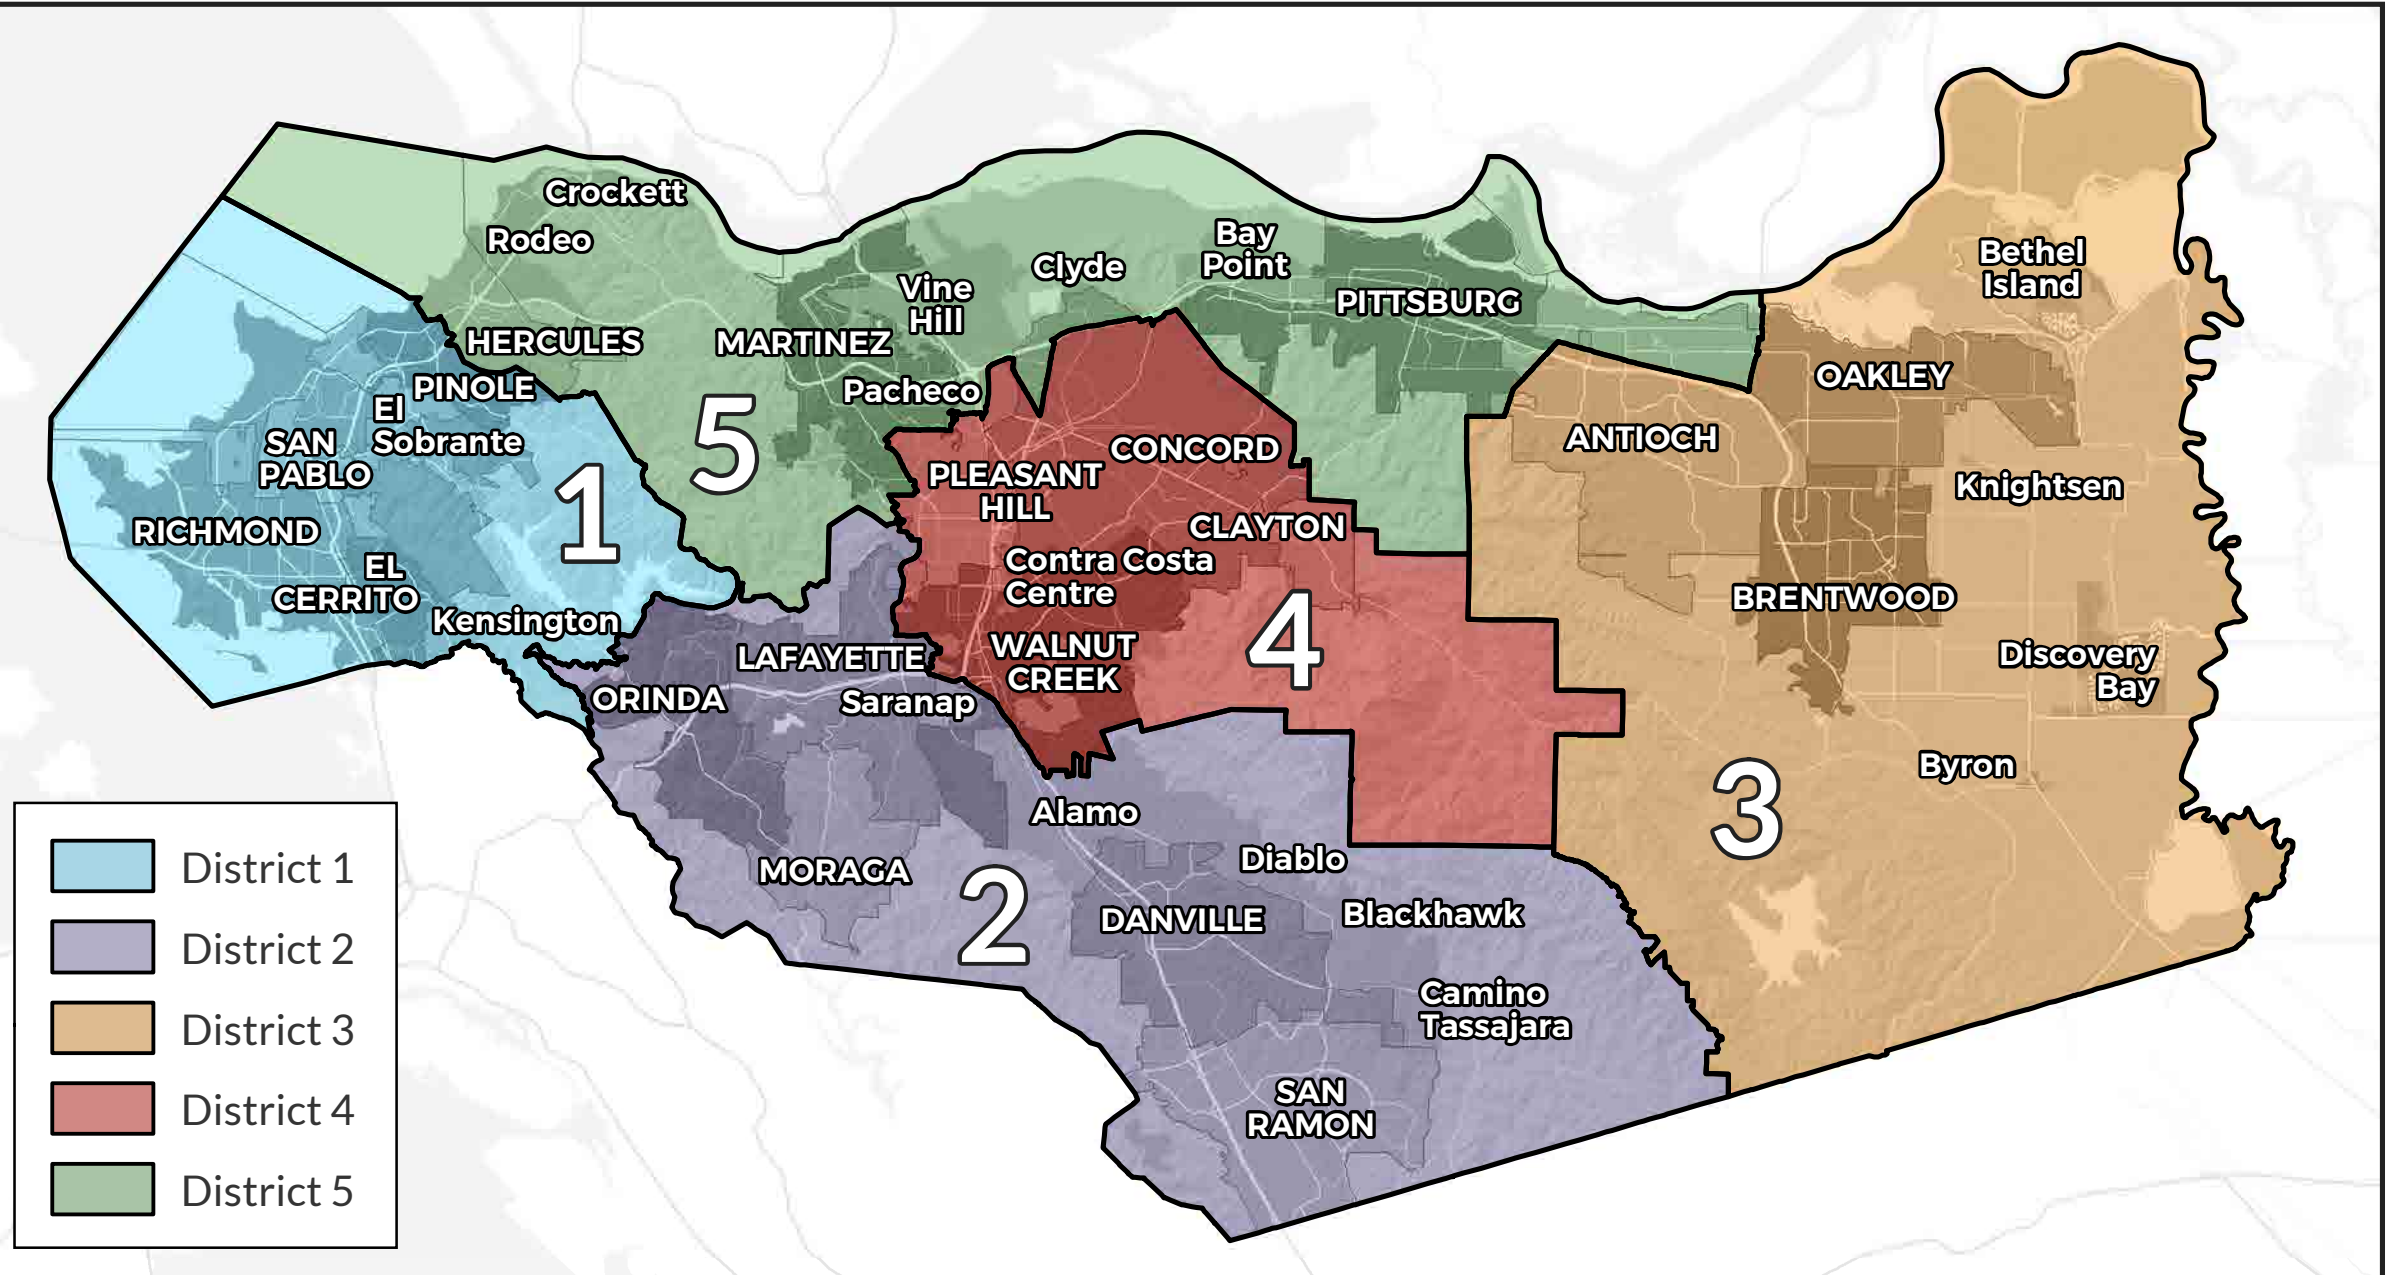 Crockett
Rodeo
Bay
Point
Clyde
Vine
Hill
Bethel
Island
PITTSBURG
HERCULES
MARTINEZ
OAKLEY
PINOLE
Pacheco
El
Sobrante
SAN
PABLO
5
CONCORD
ANTIOCH
PLEASANT
HILL
Knightsen
RICHMOND
1
CLAYTON
EL
CERRITO
Contra Costa
Centre
BRENTWOOD
Kensington
4
LAFAYETTE
WALNUT
CREEK
Discovery
Bay
ORINDA
Saranap
Byron
3
Alamo
Diablo
MORAGA
2
DANVILLE
Blackhawk
Camino
Tassajara
SAN
RAMON
District 1
District 2
District 3
District 4
District 5